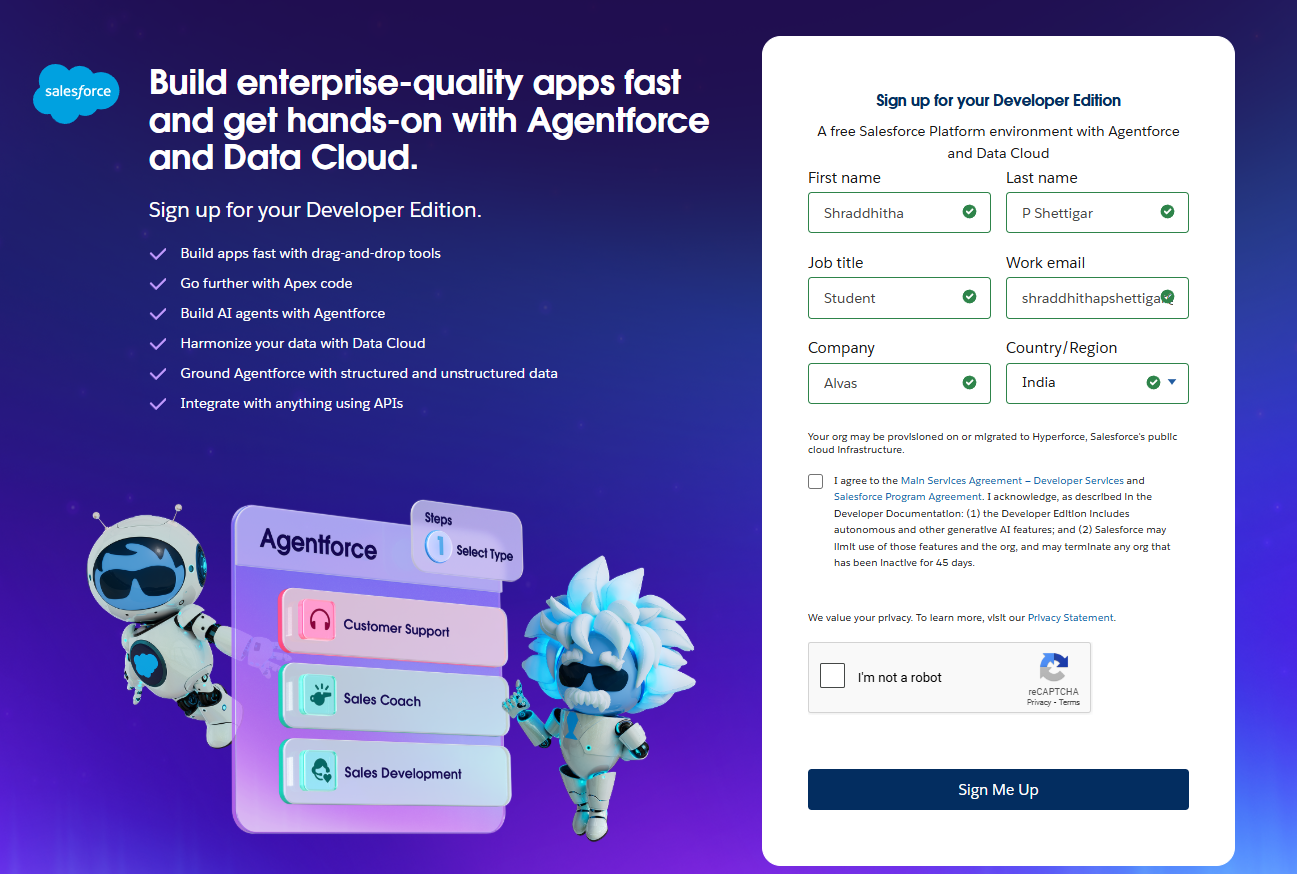 salesforce
Build enterprise-quality apps fast
and get hands-on with Agentforce
and Data Cloud.
Sign up for your Developer Edition.
Build apps fast with drag-and-drop tools
Go further with Apex code
Build AI agents with Agentforce
Harmonize your data with Data Cloud
Ground Agentforce with structured and unstructured data
Integrate with anything using APIs
Agentforce
Steps
1
Select Type
Customer Support
Sales Coach
Sales Development
Sign up for your Developer Edition
A free Salesforce Platform environment with Agentforce
and Data Cloud
First name
Last name
Shraddhitha
P Shettigar
Job title
Work email
Student
shraddhithapshettiga
Company
Country/Region
Alvas
India
Your org may be provisioned on or migrated to Hyperforce, Salesforce's public
cloud infrastructure.
I agree to the Main Services Agreement – Developer Services and
Salesforce Program Agreement. I acknowledge, as described in the
Developer Documentation: (1) the Developer Edition includes
autonomous and other generative AI features; and (2) Salesforce may
limit use of those features and the org, and may terminate any org that
has been inactive for 45 days.
We value your privacy. To learn more, visit our Privacy Statement.
I'm not a robot
reCAPTCHA
Privacy - Terms
Sign Me Up